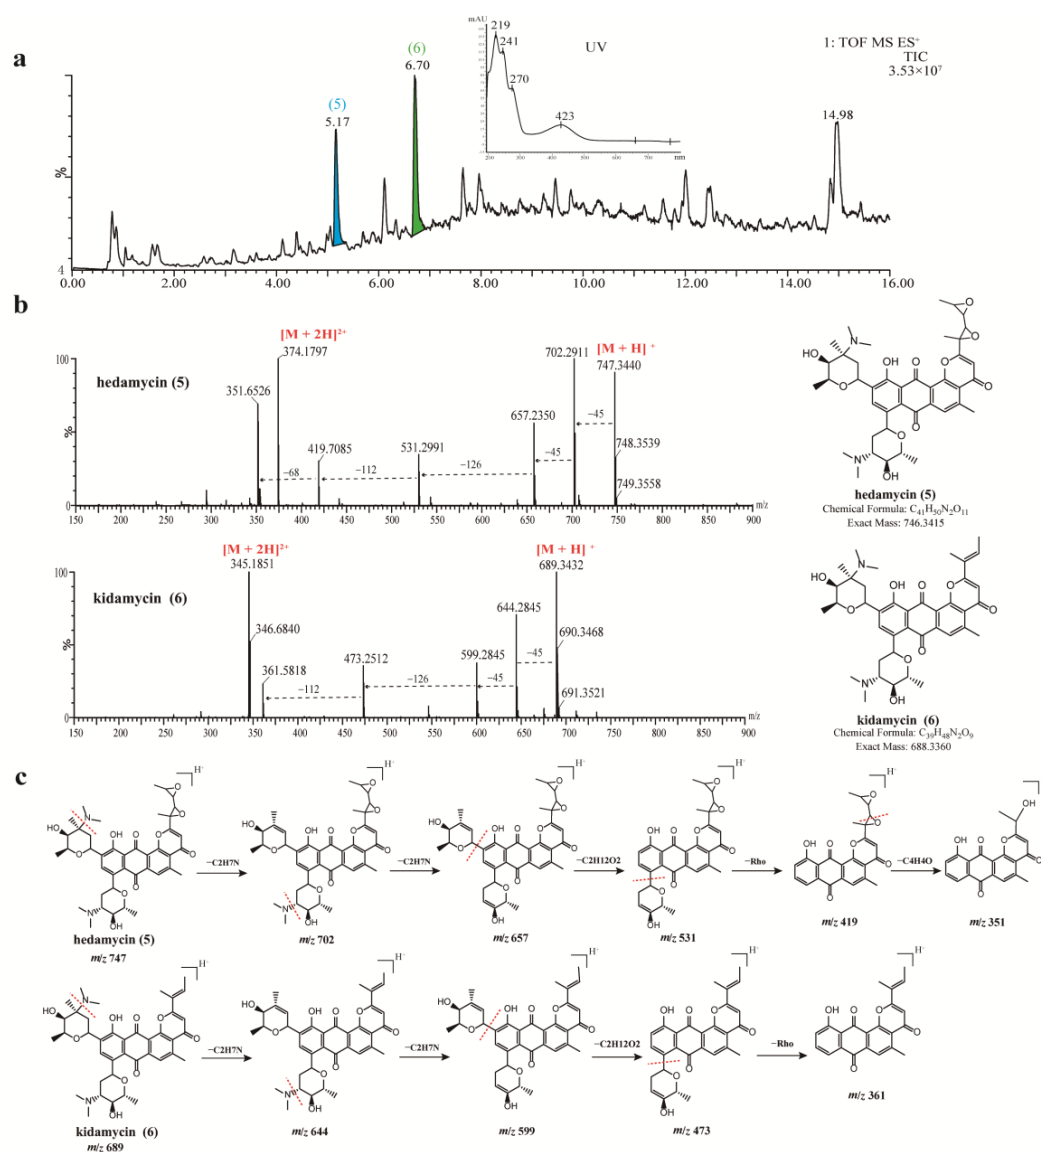 a
mAU
219
241
270
423
UV
200
300
400
500
600
700
nm
1: TOF MS ES⁺
TIC
3.53×10⁷
(5)
5.17
(6)
6.70
14.98
%
4
0.00
2.00
4.00
6.00
8.00
10.00
12.00
14.00
16.00
b
[M + 2H]²⁺
374.1797
[M + H] ⁺
747.3440
702.2911
hedamycin (5)
351.6526
657.2350
−45
748.3539
531.2991
419.7085
−45
−126
−112
−68
749.3558
100
%
0
150 200 250 300 350 400 450 500 550 600 650 700 750 800 850 900
m/z
hedamycin (5)
Chemical Formula: C₄₁H₅₀N₂O₁₁
Exact Mass: 746.3415
[M + 2H]²⁺
345.1851
[M + H] ⁺
689.3432
kidamycin (6)
644.2845
346.6840
690.3468
599.2845
−45
473.2512
361.5818
−126
−45
−112
691.3521
100
%
0
150 200 250 300 350 400 450 500 550 600 650 700 750 800 850 900
m/z
kidamycin (6)
Chemical Formula: C₃₉H₄₈N₂O₉
Exact Mass: 688.3360
c
hedamycin (5)
m/z 747
−C2H7N
m/z 702
−C2H7N
m/z 657
−C2H12O2
m/z 531
−Rho
m/z 419
−C4H4O
m/z 351
kidamycin (6)
m/z 689
−C2H7N
m/z 644
−C2H7N
m/z 599
−C2H12O2
m/z 473
−Rho
m/z 361